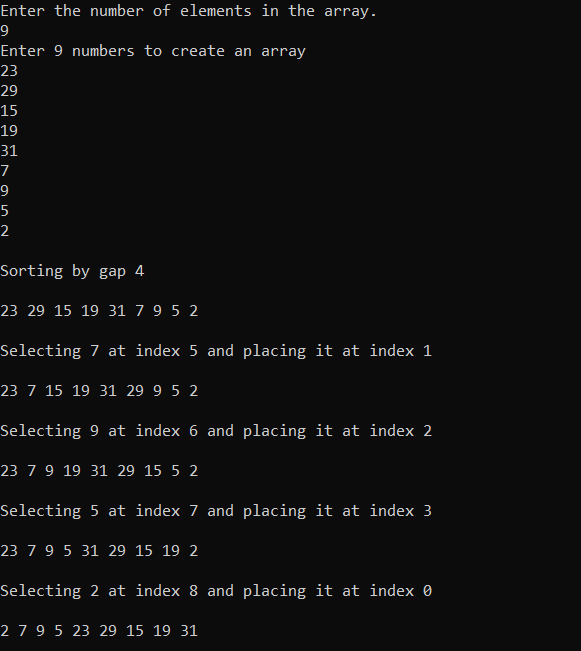 Enter the number of elements in the array.
9
Enter 9 numbers to create an array
23
29
15
19
31
7
9
5
2
Sorting by gap 4
23 29 15 19 31 7 9 5 2
Selecting 7 at index 5 and placing it at index 1
23 7 15 19 31 29 9 5 2
Selecting 9 at index 6 and placing it at index 2
23 7 9 19 31 29 15 5 2
Selecting 5 at index 7 and placing it at index 3
23 7 9 5 31 29 15 19 2
Selecting 2 at index 8 and placing it at index 0
2 7 9 5 23 29 15 19 31